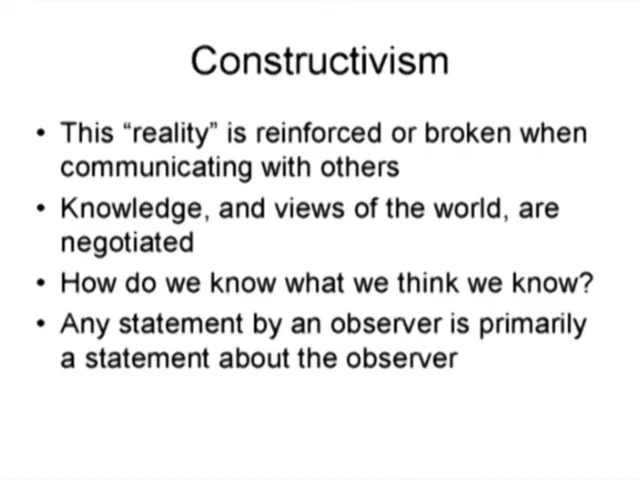 Constructivism
• This “reality” is reinforced or broken when
communicating with others
• Knowledge, and views of the world, are
negotiated
• How do we know what we think we know?
• Any statement by an observer is primarily
a statement about the observer